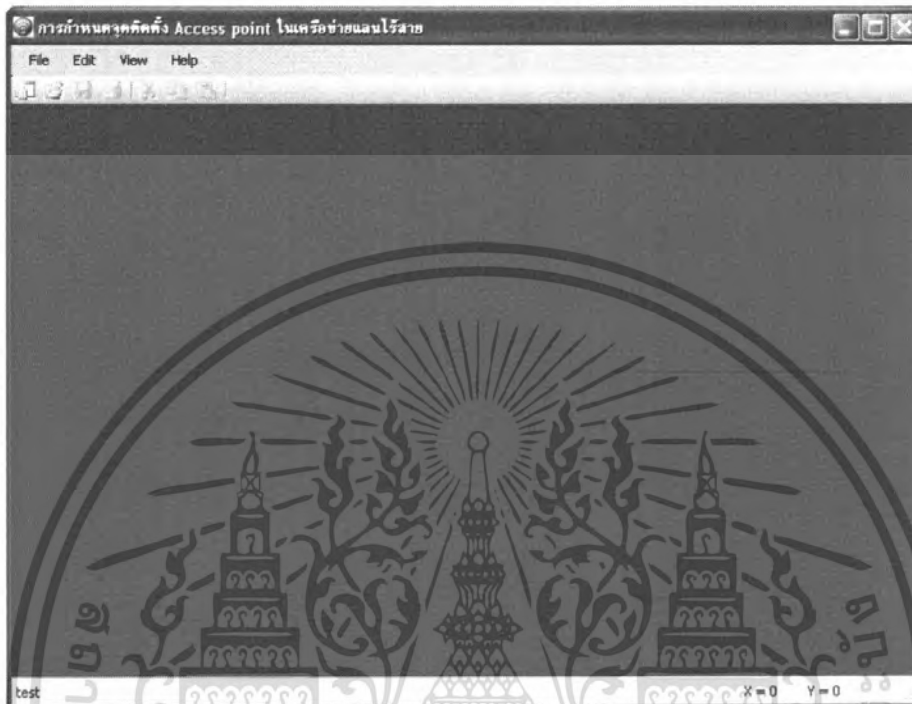 การกำหนดจุดติดตั้ง Access point ในเครือข่ายแลนไร้สาย
File Edit View Help
test X = 0 Y = 0